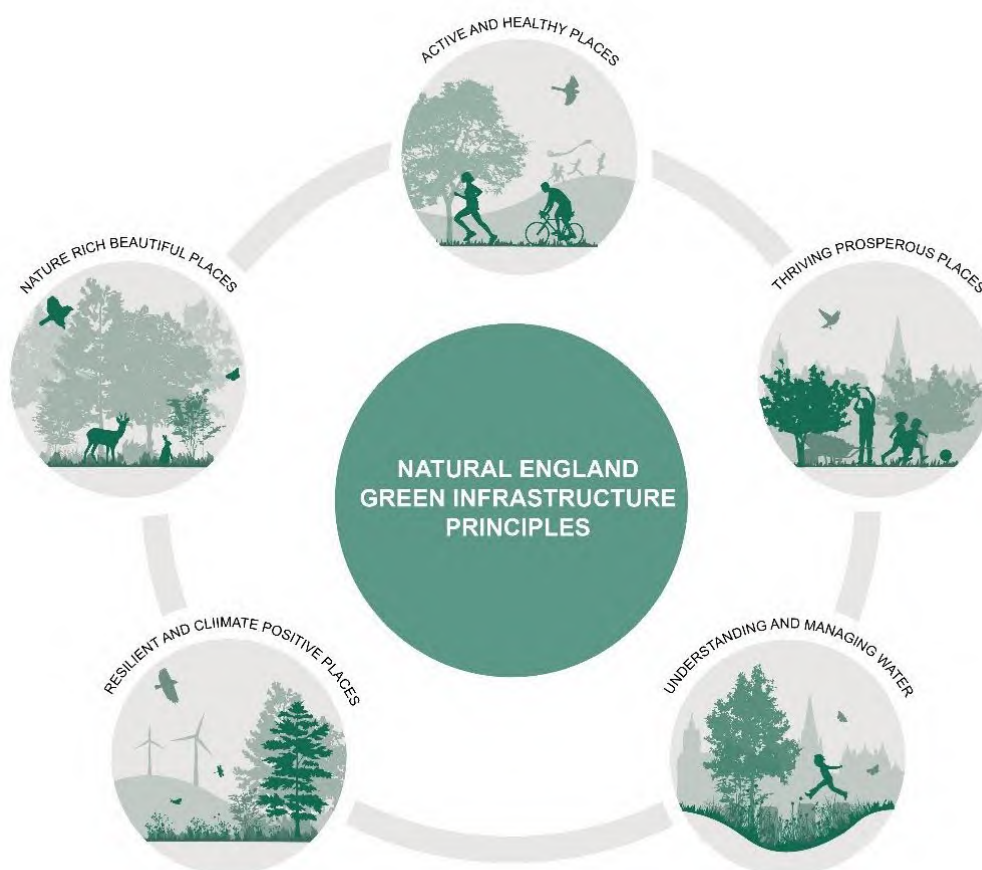 ACTIVE AND HEALTHY PLACES
NATURE RICH BEAUTIFUL PLACES
THRIVING PROSPEROUS PLACES
NATURAL ENGLAND
GREEN INFRASTRUCTURE
PRINCIPLES
RESILIENT AND CLIIMATE POSITIVE PLACES
UNDERSTANDING AND MANAGING WATER